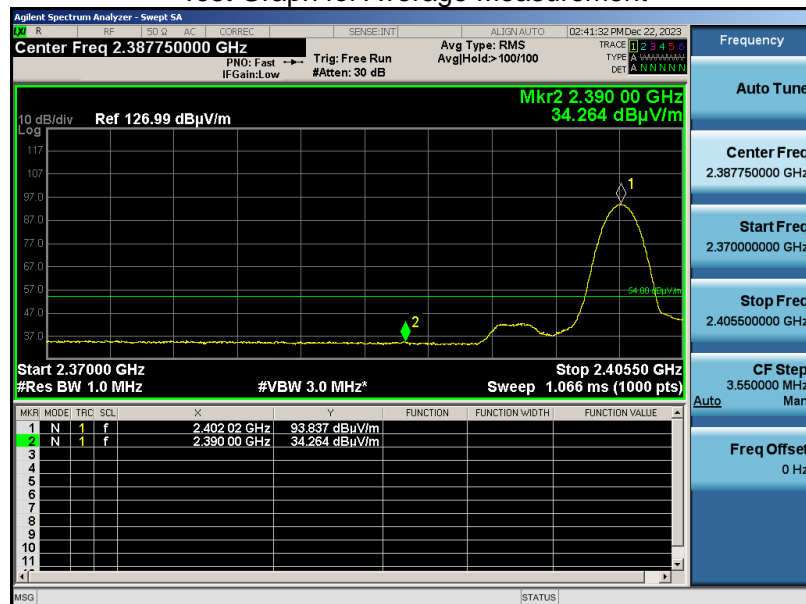 Agilent Spectrum Analyzer - Swept SA
LXI R RF 50 Ω AC CORREC SENSE:INT ALIGN AUTO 02:41:32 PM Dec 22, 2023
Center Freq 2.387750000 GHz
PNO: Fast
IFGain:Low
Trig: Free Run
#Atten: 30 dB
Avg Type: RMS
Avg|Hold:>100/100
TRACE 1 2 3 4 5 6
TYPE A WWWWW
DET A N N N N N
Mkr2 2.390 00 GHz
34.264 dBµV/m
10 dB/div Ref 126.99 dBµV/m
Log
117
107
97.0
87.0
77.0
67.0
57.0
47.0
37.0
1
2
54.00 dBµV/m
Start 2.37000 GHz Stop 2.40550 GHz
#Res BW 1.0 MHz #VBW 3.0 MHz* Sweep 1.066 ms (1000 pts)
MKR MODE TRC SCL X Y FUNCTION FUNCTION WIDTH FUNCTION VALUE
1 N 1 f 2.402 02 GHz 93.837 dBµV/m
2 N 1 f 2.390 00 GHz 34.264 dBµV/m
3
4
5
6
7
8
9
10
11
MSG STATUS
Frequency
Auto Tune
Center Freq
2.387750000 GHz
Start Freq
2.370000000 GHz
Stop Freq
2.405500000 GHz
CF Step
3.550000 MHz
Auto Man
Freq Offset
0 Hz